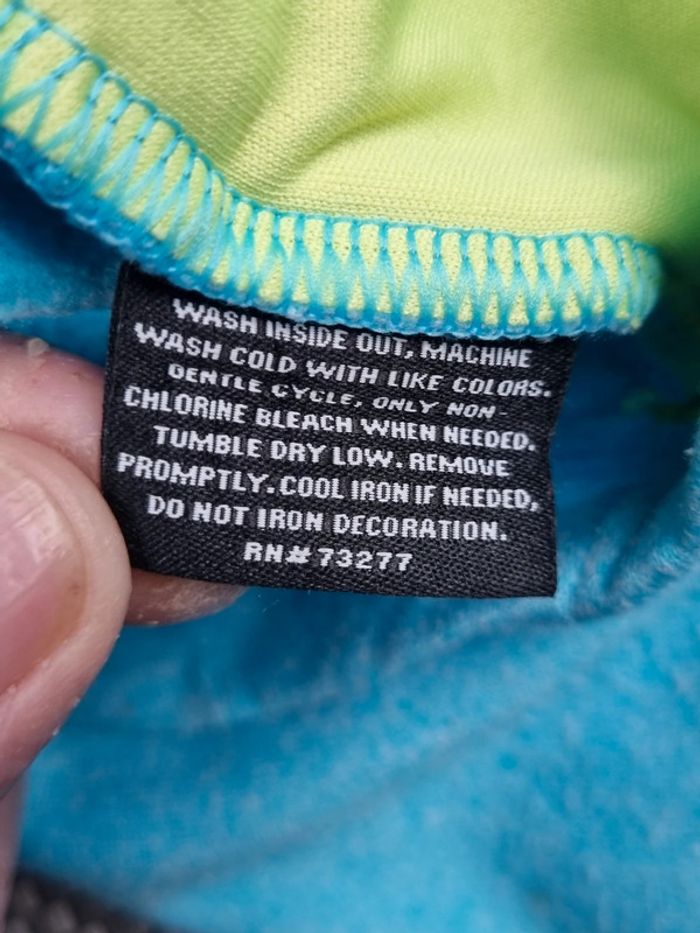 WASH INSIDE OUT, MACHINE
WASH COLD WITH LIKE COLORS.
GENTLE CYCLE, ONLY NON-
CHLORINE BLEACH WHEN NEEDED.
TUMBLE DRY LOW. REMOVE
PROMPTLY. COOL IRON IF NEEDED,
DO NOT IRON DECORATION.
RN# 73277